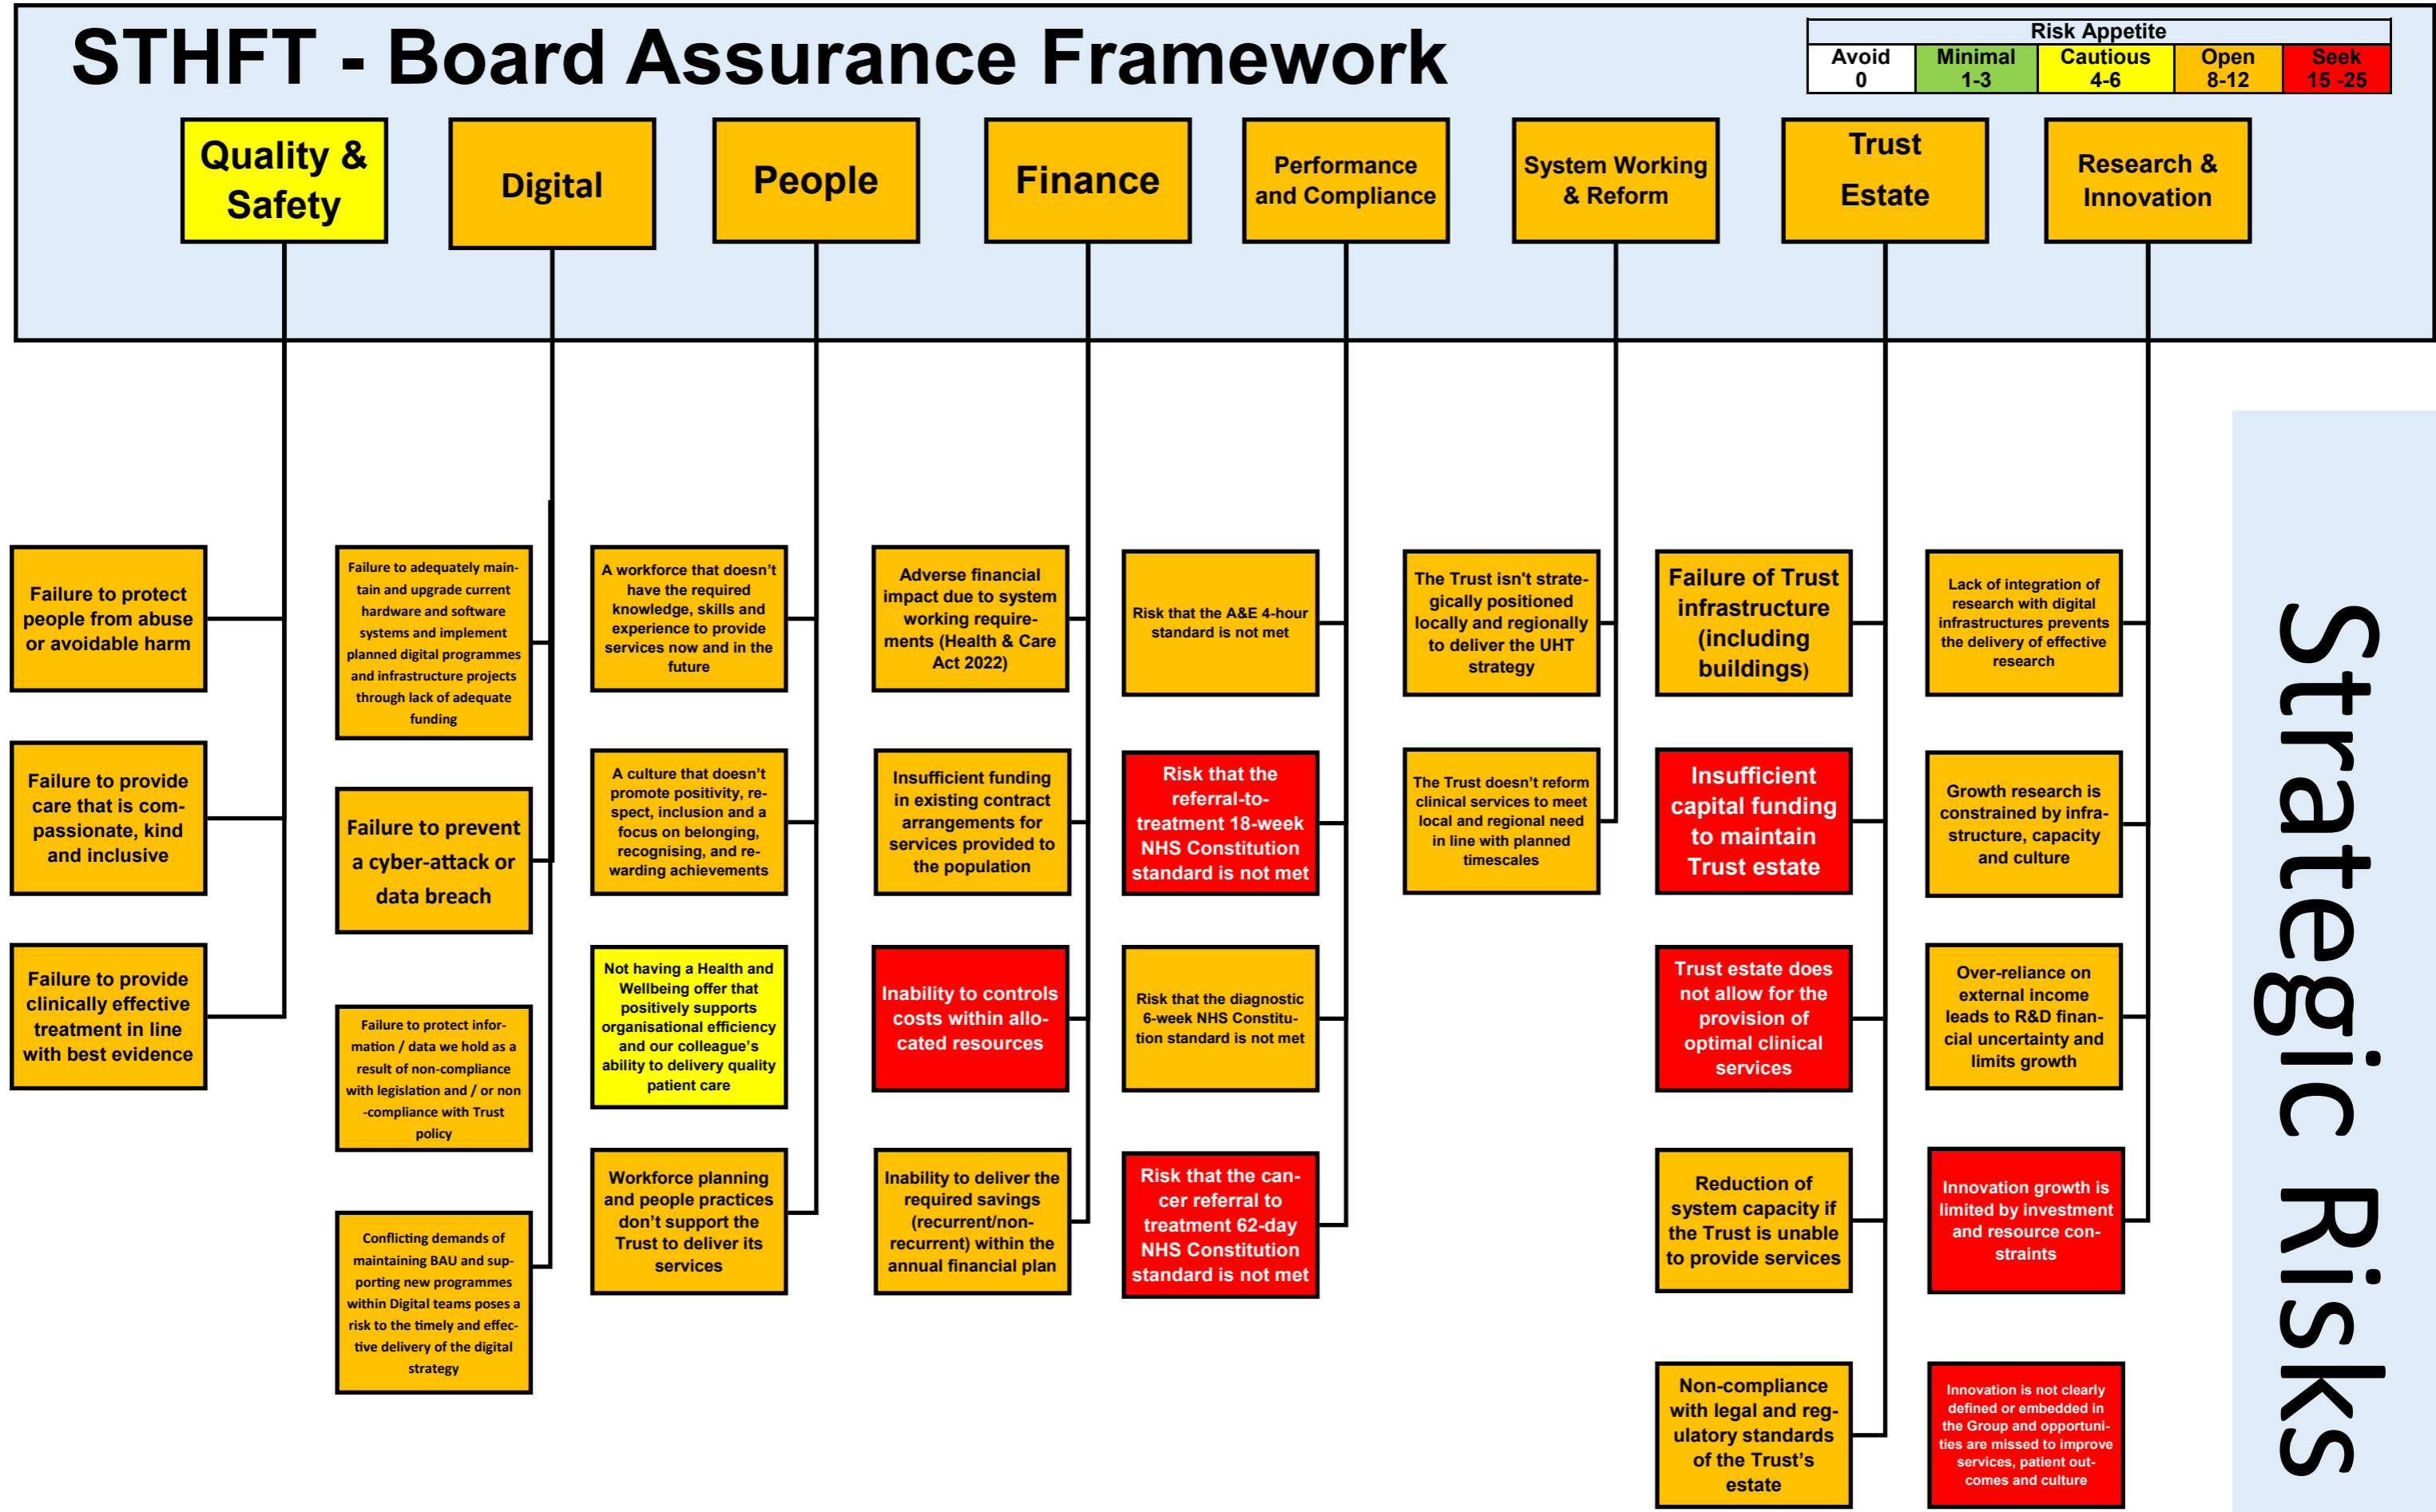 STHFT - Board Assurance Framework
Risk Appetite
Avoid
0
Minimal
1-3
Cautious
4-6
Open
8-12
Seek
15 -25
Quality &
Safety
Digital
People
Finance
Performance
and Compliance
System Working
& Reform
Trust
Estate
Research &
Innovation
Failure to protect
people from abuse
or avoidable harm
Failure to provide
care that is com-
passionate, kind
and inclusive
Failure to provide
clinically effective
treatment in line
with best evidence
Failure to adequately main-
tain and upgrade current
hardware and software
systems and implement
planned digital programmes
and infrastructure projects
through lack of adequate
funding
Failure to prevent
a cyber-attack or
data breach
Failure to protect infor-
mation / data we hold as a
result of non-compliance
with legislation and / or non
-compliance with Trust
policy
Conflicting demands of
maintaining BAU and sup-
porting new programmes
within Digital teams poses a
risk to the timely and effec-
tive delivery of the digital
strategy
A workforce that doesn't
have the required
knowledge, skills and
experience to provide
services now and in the
future
A culture that doesn't
promote positivity, re-
spect, inclusion and a
focus on belonging,
recognising, and re-
warding achievements
Not having a Health and
Wellbeing offer that
positively supports
organisational efficiency
and our colleague's
ability to delivery quality
patient care
Workforce planning
and people practices
don't support the
Trust to deliver its
services
Adverse financial
impact due to system
working require-
ments (Health & Care
Act 2022)
Insufficient funding
in existing contract
arrangements for
services provided to
the population
Inability to controls
costs within allo-
cated resources
Inability to deliver the
required savings
(recurrent/non-
recurrent) within the
annual financial plan
Risk that the A&E 4-hour
standard is not met
Risk that the
referral-to-
treatment 18-week
NHS Constitution
standard is not met
Risk that the diagnostic
6-week NHS Constitu-
tion standard is not met
Risk that the can-
cer referral to
treatment 62-day
NHS Constitution
standard is not met
The Trust isn't strate-
gically positioned
locally and regionally
to deliver the UHT
strategy
The Trust doesn't reform
clinical services to meet
local and regional need
in line with planned
timescales
Failure of Trust
infrastructure
(including
buildings)
Insufficient
capital funding
to maintain
Trust estate
Trust estate does
not allow for the
provision of
optimal clinical
services
Reduction of
system capacity if
the Trust is unable
to provide services
Non-compliance
with legal and reg-
ulatory standards
of the Trust's
estate
Lack of integration of
research with digital
infrastructures prevents
the delivery of effective
research
Growth research is
constrained by infra-
structure, capacity
and culture
Over-reliance on
external income
leads to R&D finan-
cial uncertainty and
limits growth
Innovation growth is
limited by investment
and resource con-
straints
Innovation is not clearly
defined or embedded in
the Group and opportuni-
ties are missed to improve
services, patient out-
comes and culture
Strategic Risks